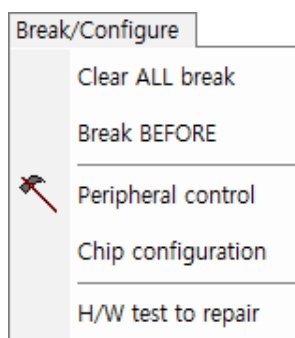 Break/Configure
Clear ALL break
Break BEFORE
Peripheral control
Chip configuration
H/W test to repair